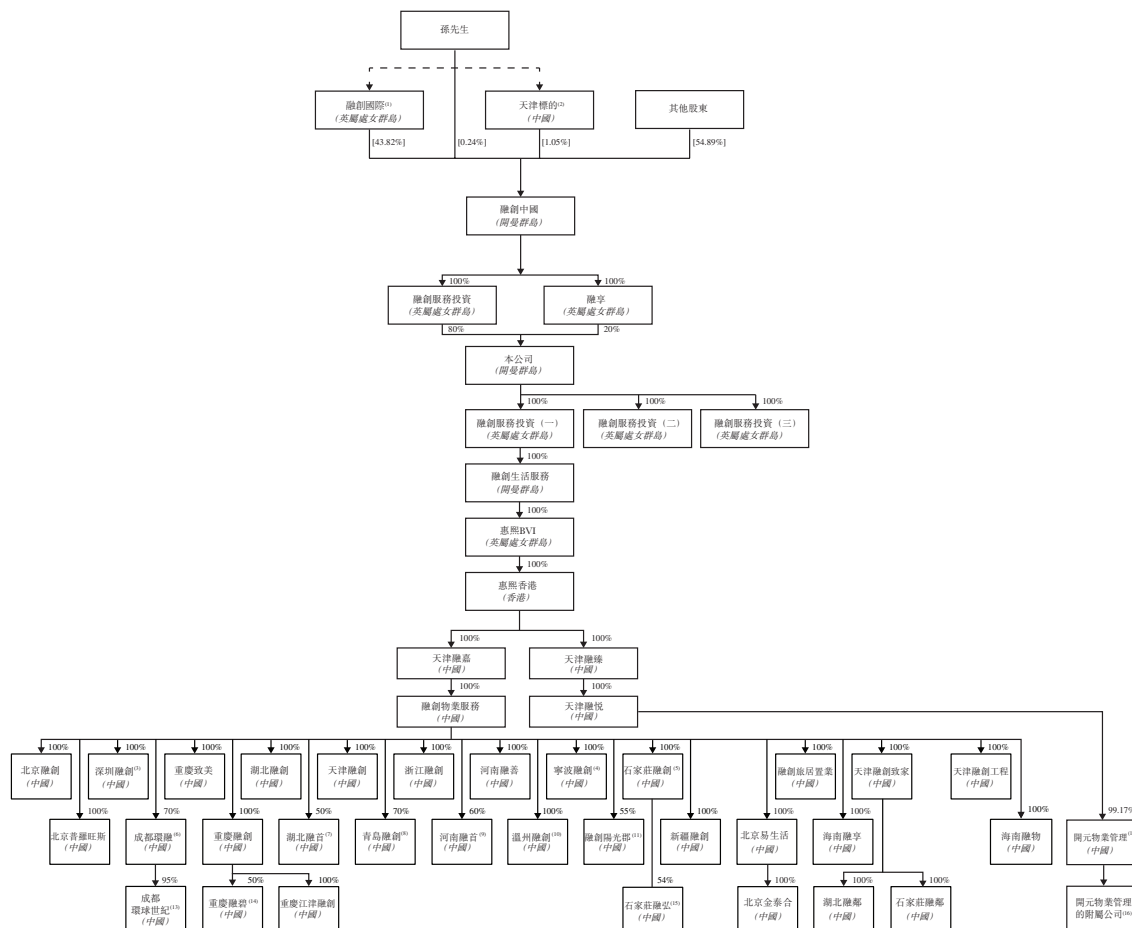 孫先生
融創國際(1)
(英屬處女群島)
天津標的(2)
(中國)
其他股東
[43.82%]
[0.24%]
[1.05%]
[54.89%]
融創中國
(開曼群島)
100%
100%
融創服務投資
(英屬處女群島)
融享
(英屬處女群島)
80%
20%
本公司
(開曼群島)
100%
100%
100%
融創服務投資（一）
(英屬處女群島)
融創服務投資（二）
(英屬處女群島)
融創服務投資（三）
(英屬處女群島)
100%
融創生活服務
(開曼群島)
100%
惠熙BVI
(英屬處女群島)
100%
惠熙香港
(香港)
100%
100%
天津融嘉
(中國)
天津融臻
(中國)
100%
100%
融創物業服務
(中國)
天津融悅
(中國)
100%
100%
100%
100%
100%
100%
100%
100%
100%
100%
100%
100%
北京融創
(中國)
深圳融創(3)
(中國)
重慶致美
(中國)
湖北融創
(中國)
天津融創
(中國)
浙江融創
(中國)
河南融善
(中國)
寧波融創(4)
(中國)
石家莊融創(5)
(中國)
融創旅居置業
(中國)
天津融創致家
(中國)
天津融創工程
(中國)
100%
70%
100%
50%
70%
60%
100%
55%
100%
100%
100%
100%
99.17%
北京普羅旺斯
(中國)
成都環融(6)
(中國)
重慶融創
(中國)
湖北融首(7)
(中國)
青島融創(8)
(中國)
河南融首(9)
(中國)
溫州融創(10)
(中國)
融創陽光郡(11)
(中國)
新疆融創
(中國)
北京易生活
(中國)
海南融享
(中國)
海南融物
(中國)
開元物業管理
(中國)
95%
50%
100%
54%
100%
100%
100%
100%
成都
環球世紀(13)
(中國)
重慶融碧(14)
(中國)
重慶江津融創
(中國)
石家莊融弘(15)
(中國)
北京金泰合
(中國)
湖北融鄰
(中國)
石家莊融鄰
(中國)
開元物業管理
的附屬公司(16)